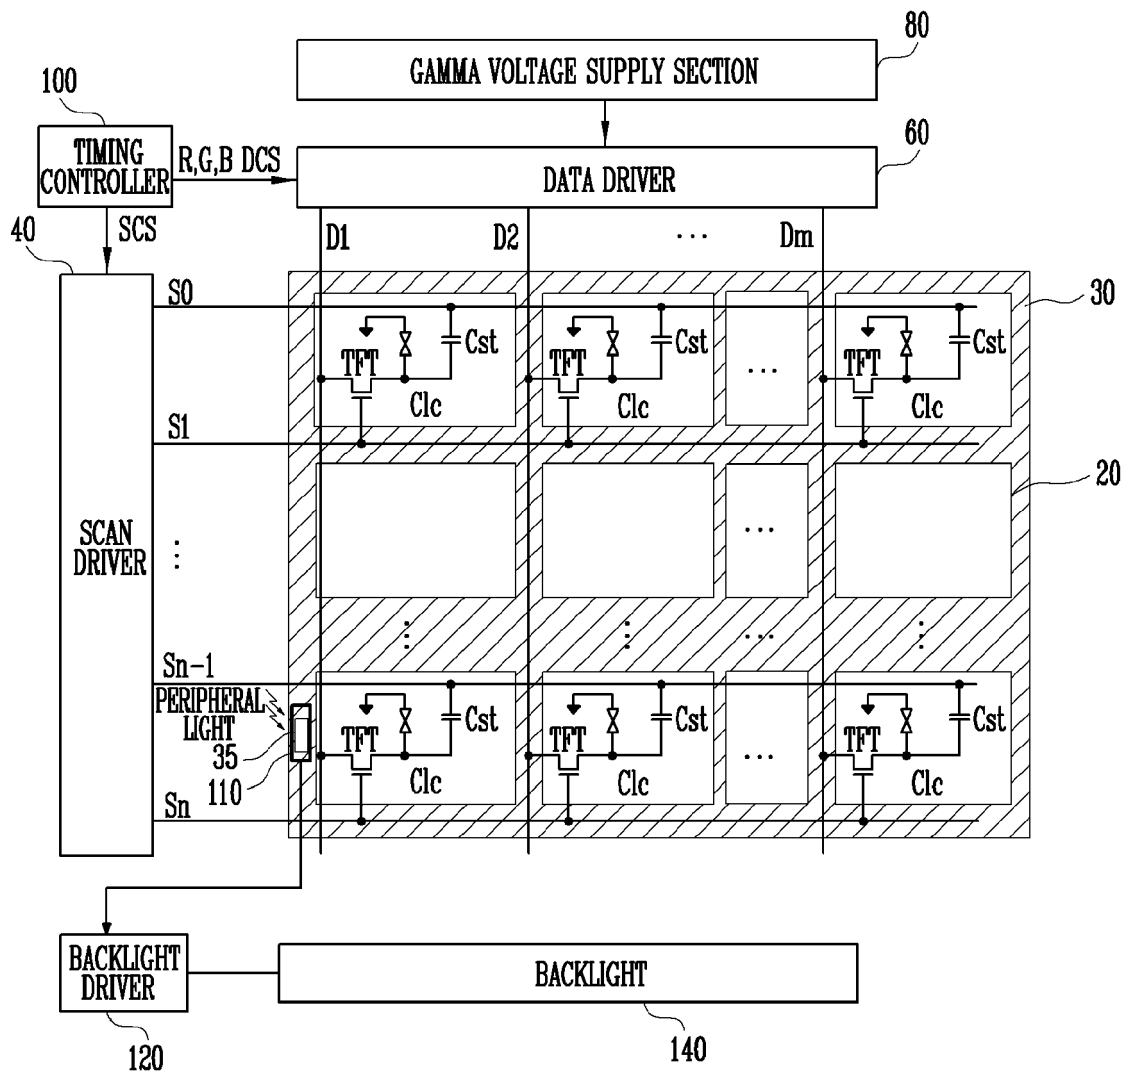 80
GAMMA VOLTAGE SUPPLY SECTION
100
TIMING
CONTROLLER
R,G,B DCS
60
DATA DRIVER
SCS
40
D1
D2
...
Dm
S0
30
Cst
Cst
Cst
TFT
TFT
...
TFT
Clc
Clc
Clc
S1
20
SCAN
DRIVER
...
...
...
...
...
...
...
Sn-1
PERIPHERAL
LIGHT
35
110
Cst
Cst
Cst
TFT
TFT
...
TFT
Clc
Clc
Clc
Sn
BACKLIGHT
DRIVER
BACKLIGHT
120
140